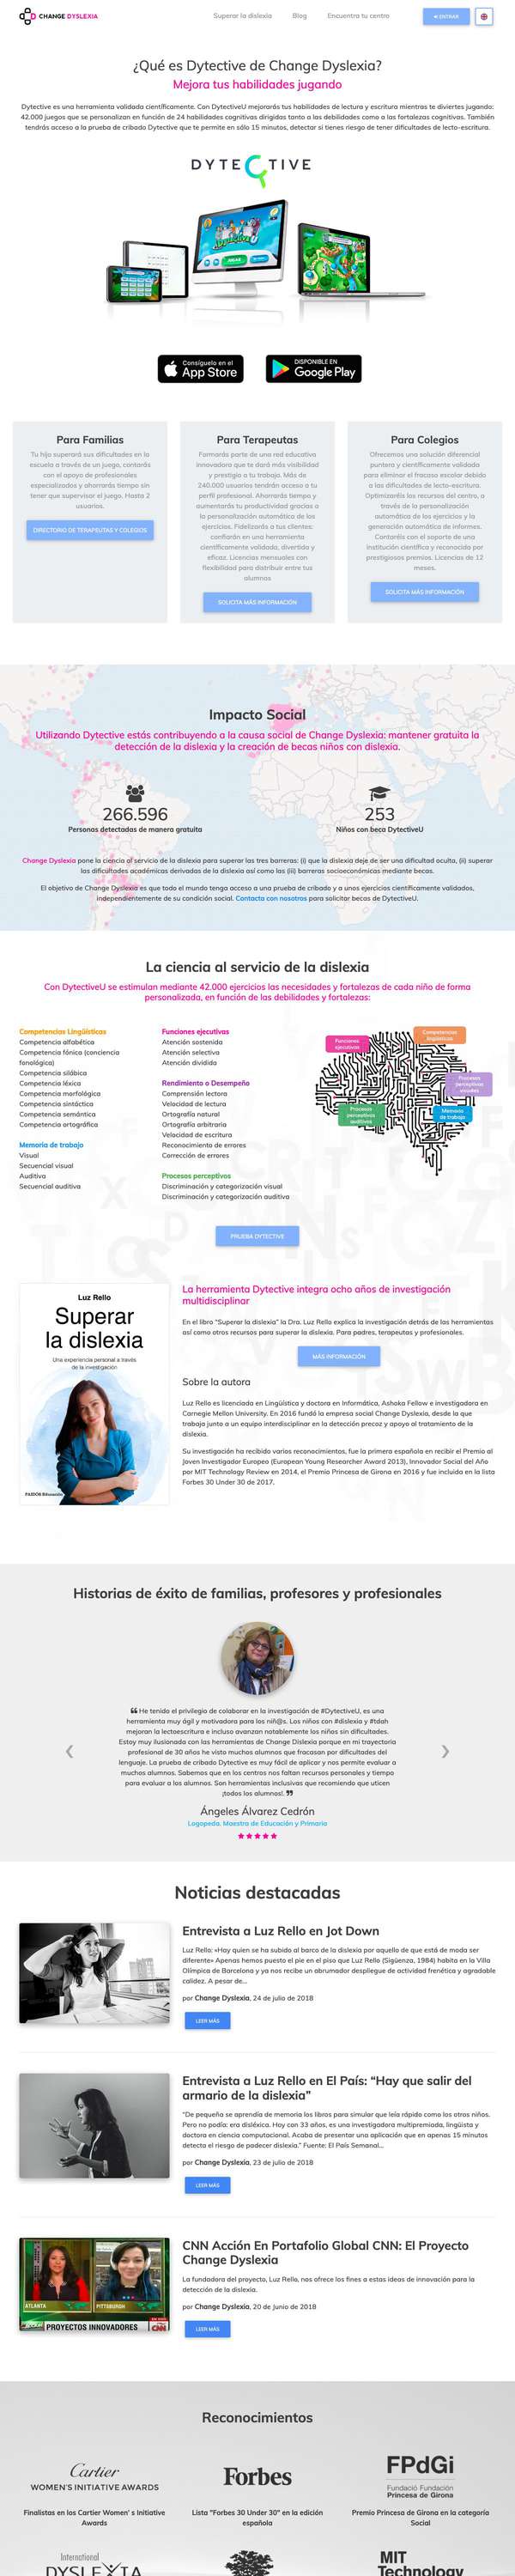 CHANGE DYSLEXIA
Superar la dislexia Blog Encuentra tu centro ENTRAR
¿Qué es Dytective de Change Dyslexia?
Mejora tus habilidades jugando
Dytective es una herramienta validada científicamente. Con DytectiveU mejorarás tus habilidades de lectura y escritura mientras te diviertes jugando:
42.000 juegos que se personalizan en función de 24 habilidades cognitivas dirigidas tanto a las debilidades como a las fortalezas cognitivas. También
tendrás acceso a la prueba de cribado Dytective que te permite en sólo 15 minutos, detectar si tienes riesgo de tener dificultades de lecto-escritura.
DYTECTIVE
Consíguelo en el
App Store
DISPONIBLE EN
Google Play
Para Familias
Tu hijo superará sus dificultades en la
escuela a través de un juego, contarás
con el apoyo de profesionales
especializados y ahorrarás tiempo sin
tener que supervisar el juego. Hasta 2
usuarios.
DIRECTORIO DE TERAPEUTAS Y COLEGIOS
Para Terapeutas
Formarás parte de una red educativa
innovadora que te dará más visibilidad
y prestigio a tu trabajo. Más de
240.000 usuarios tendrán acceso a tu
perfil profesional. Ahorrarás tiempo y
aumentarás tu productividad gracias a
la personalización automática de los
ejercicios. Fidelizarás a tus clientes:
confiarán en una herramienta
científicamente validada, divertida y
eficaz. Licencias mensuales con
flexibilidad para distribuir entre tus
alumnos
SOLICITA MÁS INFORMACIÓN
Para Colegios
Ofrecemos una solución diferencial
puntera y científicamente validada
para eliminar el fracaso escolar debido
a las dificultades de lecto-escritura.
Optimizaréis los recursos del centro, a
través de la personalización
automática de los ejercicios y la
generación automática de informes.
Contaréis con el soporte de una
institución científica y reconocida por
prestigiosos premios. Licencias de 12
meses.
SOLICITA MÁS INFORMACIÓN
Impacto Social
Utilizando Dytective estás contribuyendo a la causa social de Change Dyslexia: mantener gratuita la
detección de la dislexia y la creación de becas niños con dislexia.
266.596
Personas detectadas de manera gratuita
253
Niños con beca DytectiveU
Change Dyslexia pone la ciencia al servicio de la dislexia para superar las tres barreras: (i) que la dislexia deje de ser una dificultad oculta, (ii) superar
las dificultades académicas derivadas de la dislexia así como las (iii) barreras socioeconómicas mediante becas.
El objetivo de Change Dyslexia es que todo el mundo tenga acceso a una prueba de cribado y a unos ejercicios científicamente validados,
independientemente de su condición social. Contacta con nosotros para solicitar becas de DytectiveU.
La ciencia al servicio de la dislexia
Con DytectiveU se estimulan mediante 42.000 ejercicios las necesidades y fortalezas de cada niño de forma
personalizada, en función de las debilidades y fortalezas:
Competencias Lingüísticas
Competencia alfabética
Competencia fónica (conciencia
fonológica)
Competencia silábica
Competencia léxica
Competencia morfológica
Competencia sintáctica
Competencia semántica
Competencia ortográfica
Memoria de trabajo
Visual
Secuencial visual
Auditiva
Secuencial auditiva
Funciones ejecutivas
Atención sostenida
Atención selectiva
Atención dividida
Rendimiento o Desempeño
Comprensión lectora
Velocidad de lectura
Ortografía natural
Ortografía arbitraria
Velocidad de escritura
Reconocimiento de errores
Corrección de errores
Procesos perceptivos
Discriminación y categorización visual
Discriminación y categorización auditiva
Funciones
ejecutivas
Competencias
lingüísticas
Procesos
perceptivos
visuales
Procesos
perceptivos
auditivos
Memoria
de trabajo
PRUEBA DYTECTIVE
Luz Rello
Superar
la dislexia
Una experiencia personal a través
de la investigación
PAIDÓS Educación
La herramienta Dytective integra ocho años de investigación
multidisciplinar
En el libro "Superar la dislexia" la Dra. Luz Rello explica la investigación detrás de las herramientas
así como otros recursos para superar la dislexia. Para padres, terapeutas y profesionales.
MÁS INFORMACIÓN
Sobre la autora
Luz Rello es licenciada en Lingüística y doctora en Informática, Ashoka Fellow e investigadora en
Carnegie Mellon University. En 2016 fundó la empresa social Change Dyslexia, desde la que
trabaja junto a un equipo interdisciplinar en la detección precoz y apoyo al tratamiento de la
dislexia.
Su investigación ha recibido varios reconocimientos, fue la primera española en recibir el Premio al
Joven Investigador Europeo (European Young Researcher Award 2013), Innovador Social del Año
por MIT Technology Review en 2014, el Premio Princesa de Girona en 2016 y fue incluida en la lista
Forbes 30 Under 30 de 2017.
Historias de éxito de familias, profesores y profesionales
❝ He tenido el privilegio de colaborar en la investigación de #DytectiveU, es una
herramienta muy ágil y motivadora para los niñ@s. Los niños con #dislexia y #tdah
mejoran la lectoescritura e incluso avanzan notablemente los niños sin dificultades.
Estoy muy ilusionada con las herramientas de Change Dislexia porque en mi trayectoria
profesional de 30 años he visto muchos alumnos que fracasan por dificultades del
lenguaje. La prueba de cribado Dytective es muy fácil de aplicar y nos permite evaluar a
muchos alumnos. Sabemos que en los centros nos faltan recursos personales y tiempo
para evaluar a los alumnos. Son herramientas inclusivas que recomiendo que uticen
¡todos los alumnos!. ❞
Ángeles Álvarez Cedrón
Logopeda. Maestra de Educación y Primaria
Noticias destacadas
Entrevista a Luz Rello en Jot Down
Luz Rello: «Hay quien se ha subido al barco de la dislexia por aquello de que está de moda ser
diferente» Apenas hemos puesto el pie en el piso que Luz Rello (Sigüenza, 1984) habita en la Villa
Olímpica de Barcelona y ya nos recibe un abrumador despliegue de actividad frenética y agradable
calidez. A pesar de...
por Change Dyslexia, 24 de julio de 2018
LEER MÁS
Entrevista a Luz Rello en El País: “Hay que salir del
armario de la dislexia”
“De pequeña se aprendía de memoria los libros para simular que leía rápido como los otros niños.
Pero no podía: era disléxica. Hoy con 33 años, es una investigadora multipremiada, lingüista y
doctora en ciencia computacional. Acaba de presentar una aplicación que en apenas 15 minutos
detecta el riesgo de padecer dislexia.” Fuente: El País Semanal...
por Change Dyslexia, 23 de julio de 2018
LEER MÁS
ATLANTA PITTSBURGH
PROYECTOS INNOVADORES CNN
CNN Acción En Portafolio Global CNN: El Proyecto
Change Dyslexia
La fundadora del proyecto, Luz Rello, nos ofrece los fines a estas ideas de innovación para la
detección de la dislexia.
por Change Dyslexia, 20 de Junio de 2018
LEER MÁS
Reconocimientos
Cartier
WOMEN'S INITIATIVE AWARDS
Finalistas en los Cartier Women' s Initiative
Awards
Forbes
Lista "Forbes 30 Under 30" en la edición
española
FPdGi
Fundació Fundación
Princesa de Girona
Premio Princesa de Girona en la categoría
Social
International
DYSLEXIA
MIT
Technology